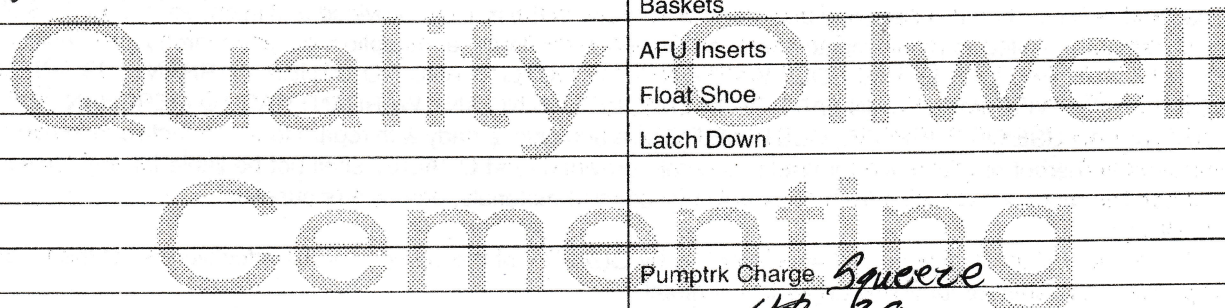 Baskets
Quality Oilwell
AFU Inserts
Float Shoe
Latch Down
Cementing
Pumptrk Charge Squeeze